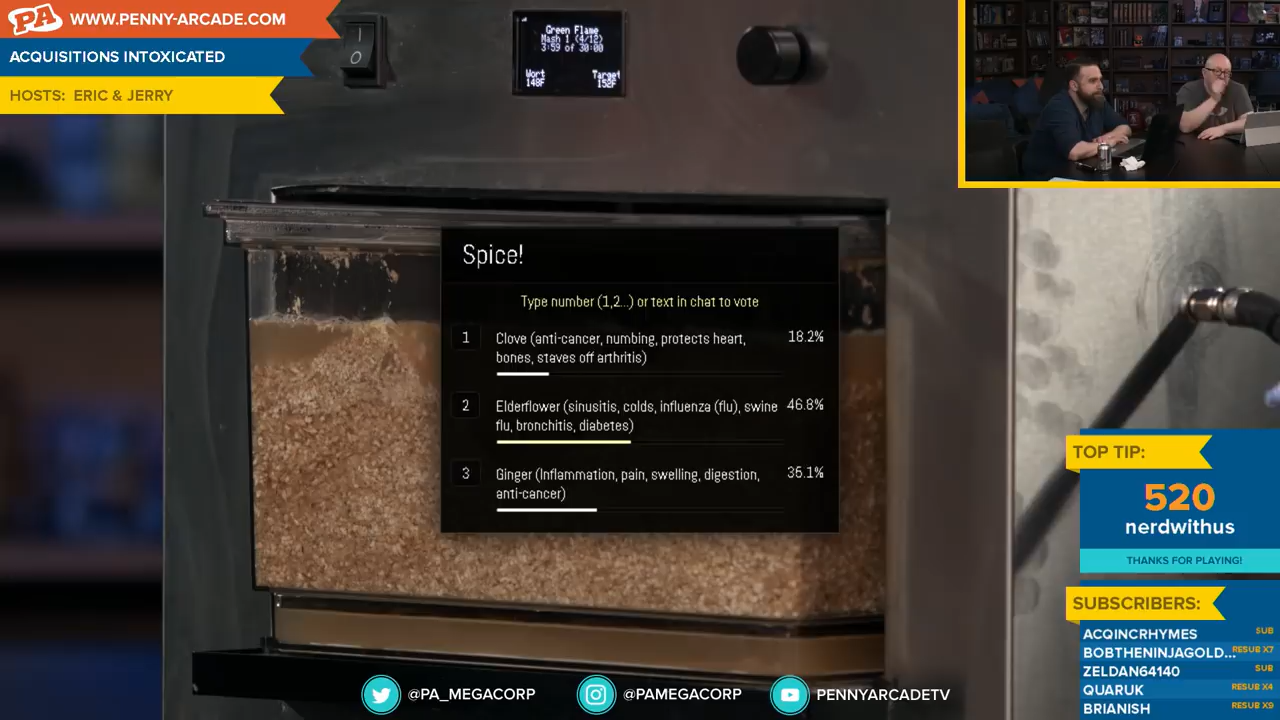 PA WWW.PENNY-ARCADE.COM
ACQUISITIONS INTOXICATED
HOSTS: ERIC & JERRY
Green Flame
Mash 1 (4/12)
3:59 of 30:00
Wort Target
148F 152F
Spice!
Type number (1,2...) or text in chat to vote
1 Clove (anti-cancer, numbing, protects heart, 18.2%
bones, staves off arthritis)
2 Elderflower (sinusitis, colds, influenza (flu), swine 46.8%
flu, bronchitis, diabetes)
3 Ginger (Inflammation, pain, swelling, digestion, 35.1%
anti-cancer)
TOP TIP:
520
nerdwithus
THANKS FOR PLAYING!
SUBSCRIBERS:
ACQINCRHYMES SUB
BOBTHENINJAGOLD... RESUB X7
ZELDAN64140 SUB
QUARUK RESUB X4
BRIANISH RESUB X9
@PA_MEGACORP @PAMEGACORP PENNYARCADETV